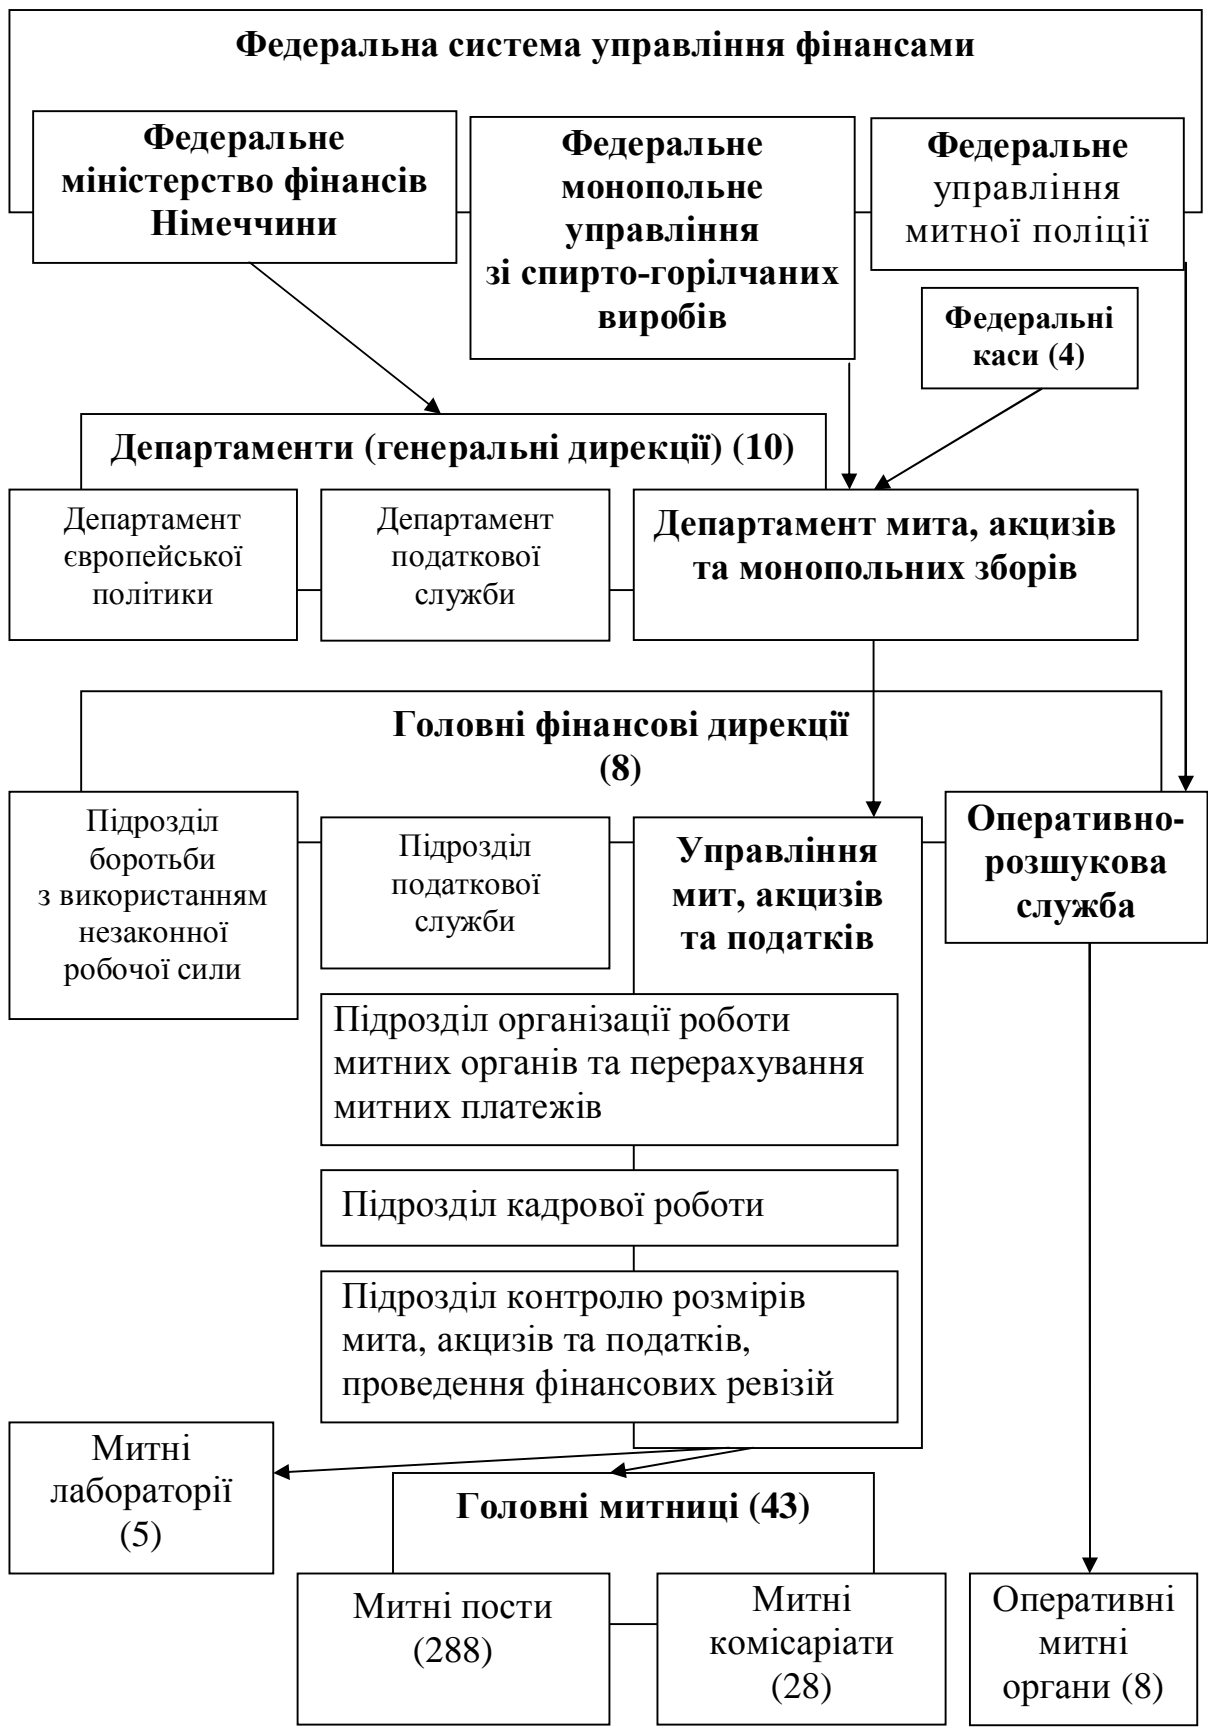 Федеральна система управління фінансами
Федеральне
міністерство фінансів
Німеччини
Федеральне
монопольне
управління
зі спирто-горілчаних
виробів
Федеральне
управління
митної поліції
Федеральні
каси (4)
Департаменти (генеральні дирекції) (10)
Департамент
європейської
політики
Департамент
податкової
служби
Департамент мита, акцизів
та монопольних зборів
Головні фінансові дирекції
(8)
Підрозділ
боротьби
з використанням
незаконної
робочої сили
Підрозділ
податкової
служби
Управління
мит, акцизів
та податків
Оперативно-
розшукова
служба
Підрозділ організації роботи
митних органів та перерахування
митних платежів
Підрозділ кадрової роботи
Підрозділ контролю розмірів
мита, акцизів та податків,
проведення фінансових ревізій
Митні
лабораторії
(5)
Головні митниці (43)
Митні пости
(288)
Митні
комісаріати
(28)
Оперативні
митні
органи (8)